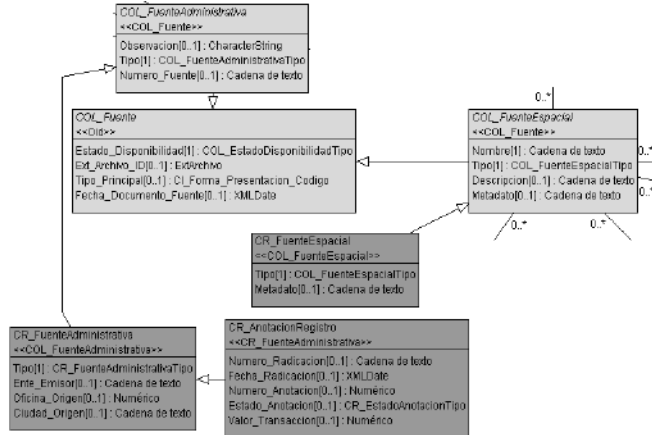 COL_FuenteAdministrativa
<<COL_Fuente>>
Observacion[0..1] : CharacterString
Tipo[1] : COL_FuenteAdministrativaTipo
Numero_Fuente[0..1] : Cadena de texto
COL_Fuente
<<Oid>>
Estado_Disponibilidad[1] : COL_EstadoDisponibilidadTipo
Ext_Archivo_ID[0..1] : ExtArchivo
Tipo_Principal[0..1] : CI_Forma_Presentacion_Codigo
Fecha_Documento_Fuente[0..1] : XMLDate
0..*
COL_FuenteEspacial
<<COL_Fuente>>
Nombre[1] : Cadena de texto
Tipo[1] : COL_FuenteEspacialTipo
Descripcion[0..1] : Cadena de texto
Metadato[0..1] : Cadena de texto
0..*
0..*
0..*
0..*
0..*
CR_FuenteEspacial
<<COL_FuenteEspacial>>
Tipo[1] : COL_FuenteEspacialTipo
Metadato[0..1] : Cadena de texto
CR_FuenteAdministrativa
<<COL_FuenteAdministrativa>>
Tipo[1] : CR_FuenteAdministrativaTipo
Ente_Emisor[0..1] : Cadena de texto
Oficina_Origen[0..1] : Numérico
Ciudad_Origen[0..1] : Cadena de texto
CR_AnotacionRegistro
<<CR_FuenteAdministrativa>>
Numero_Radicacion[0..1] : Cadena de texto
Fecha_Radicacion[0..1] : XMLDate
Numero_Anotacion[0..1] : Numérico
Estado_Anotacion[0..1] : CR_EstadoAnotacionTipo
Valor_Transaccion[0..1] : Numérico